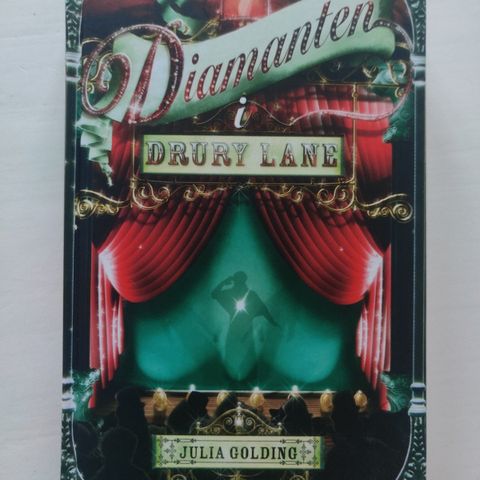 Diamanten
i
DRURY LANE
JULIA GOLDING